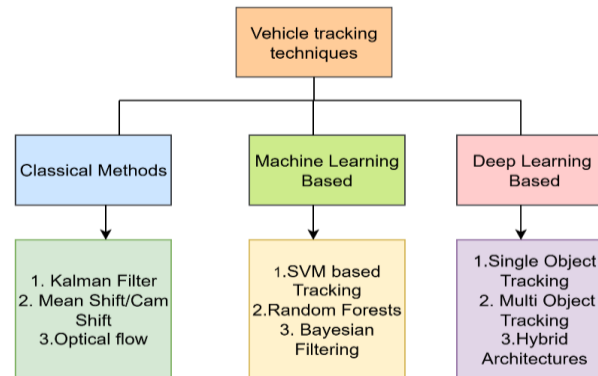 Vehicle tracking
techniques
Classical Methods
Machine Learning
Based
Deep Learning
Based
1. Kalman Filter
2. Mean Shift/Cam
Shift
3.Optical flow
1.SVM based
Tracking
2.Random Forests
3. Bayesian
Filtering
1.Single Object
Tracking
2. Multi Object
Tracking
3.Hybrid
Architectures